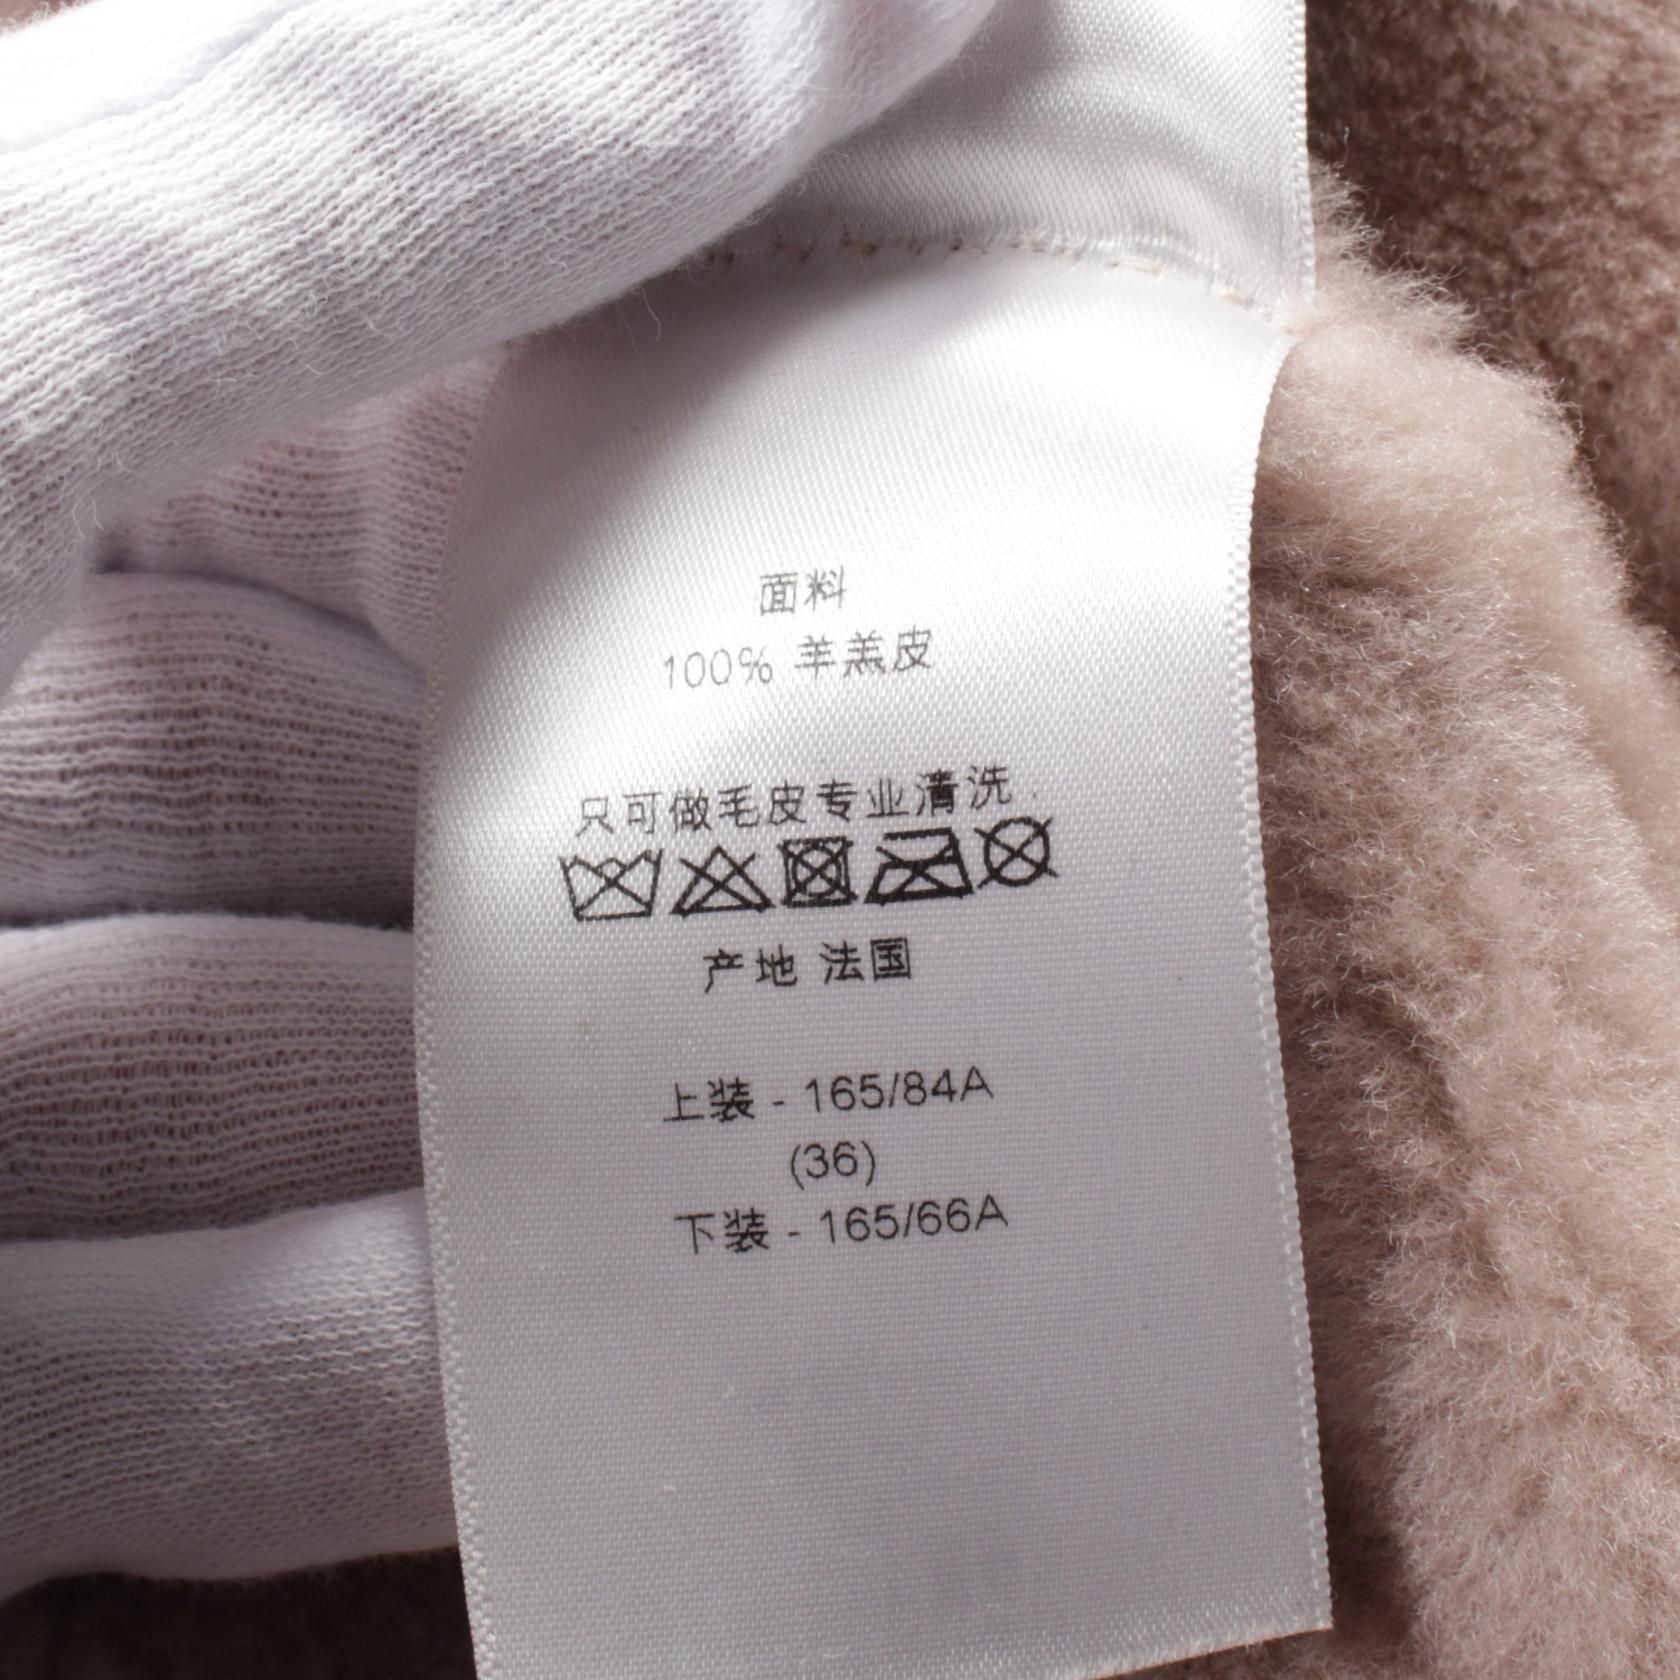 面料
100% 羊羔皮
只可做毛皮专业清洗.
产地 法国
上装 - 165/84A
(36)
下装 - 165/66A